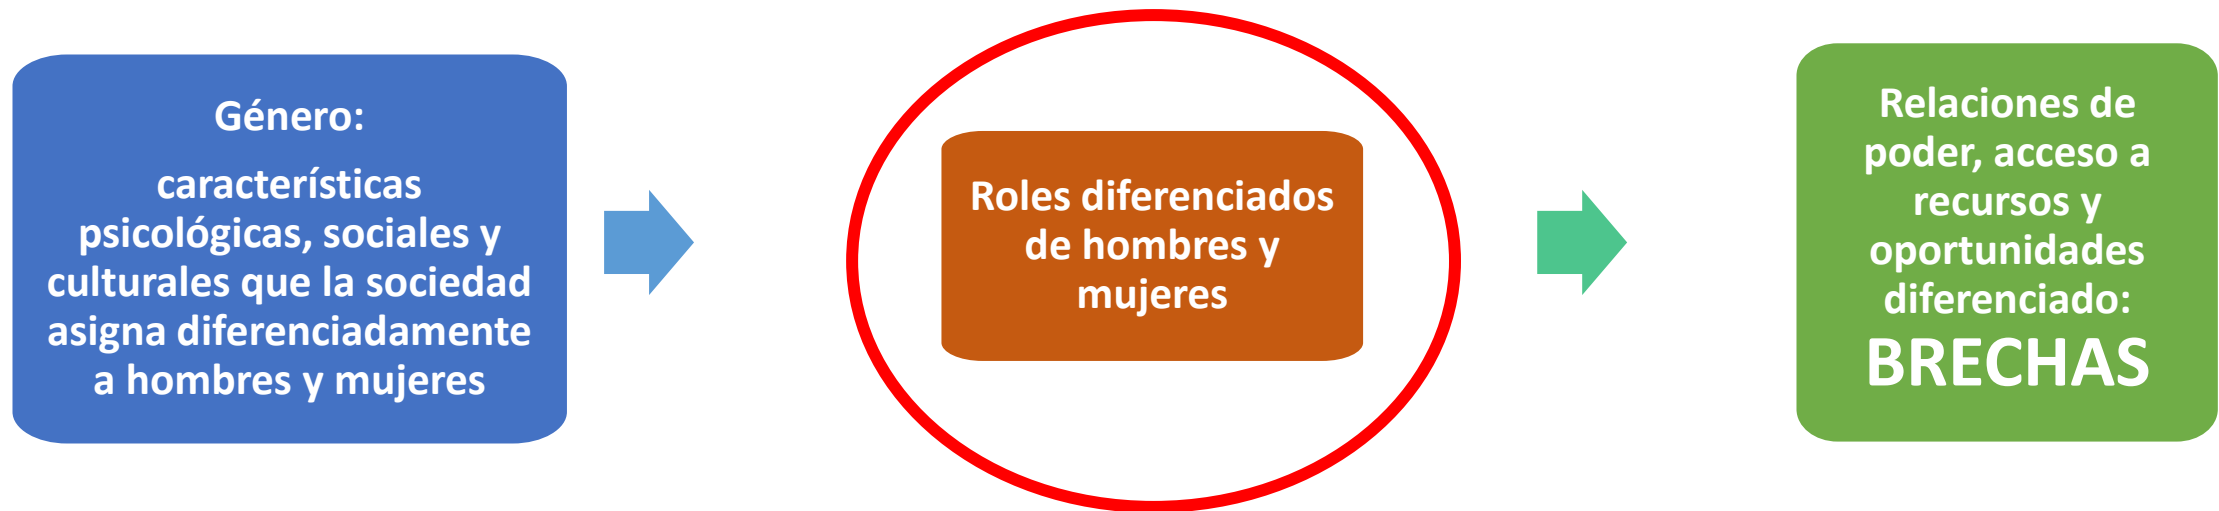 Género:
características
psicológicas, sociales y
culturales que la sociedad
asigna diferenciadamente
a hombres y mujeres
Roles diferenciados
de hombres y
mujeres
Relaciones de
poder, acceso a
recursos y
oportunidades
diferenciado:
BRECHAS